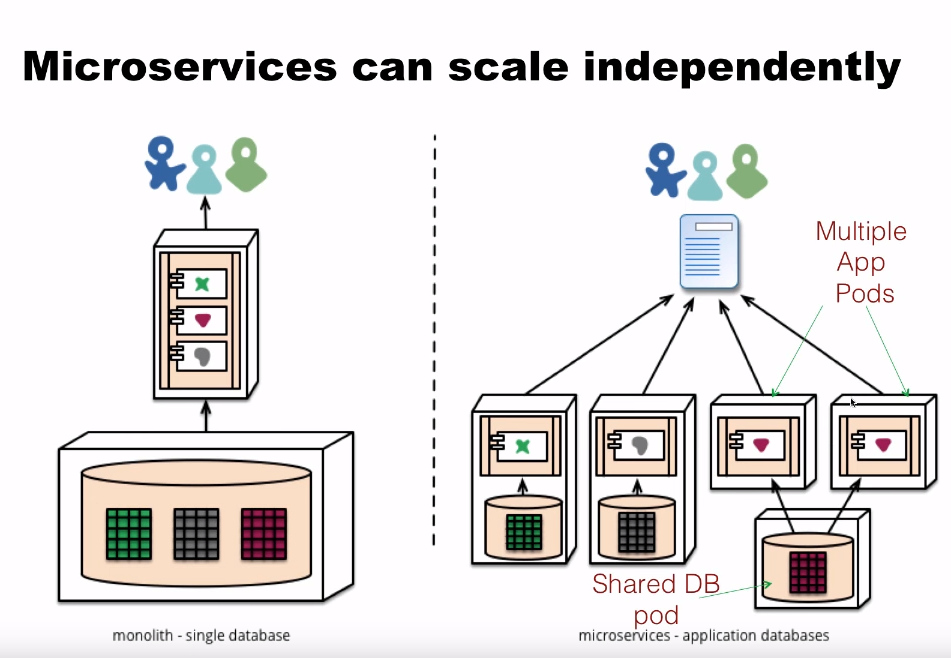 Microservices can scale independently
Multiple
App
Pods
Shared DB
pod
monolith - single database
microservices - application databases